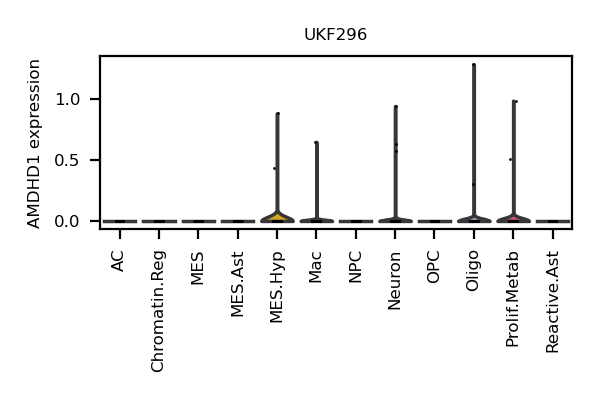 UKF296
AMDHD1 expression
1.0
0.5
0.0
AC
Chromatin.Reg
MES
MES.Ast
MES.Hyp
Mac
NPC
Neuron
OPC
Oligo
Prolif.Metab
Reactive.Ast